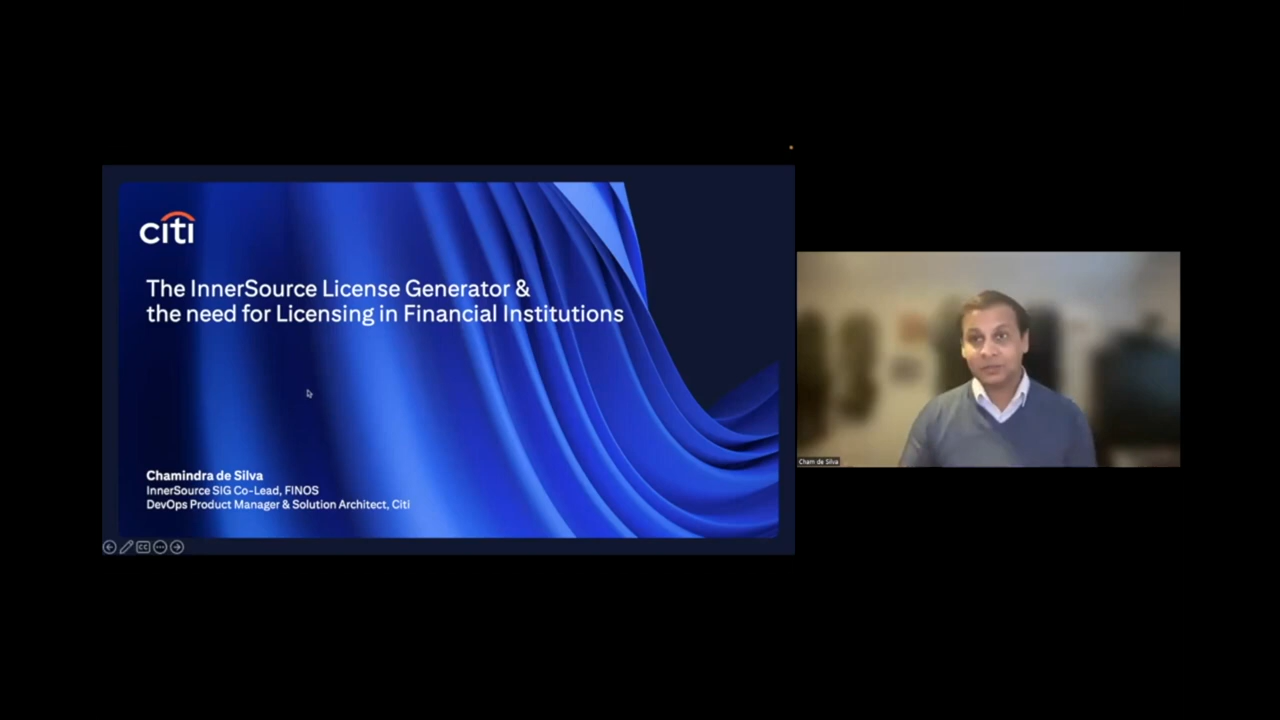 citi
The InnerSource License Generator &
the need for Licensing in Financial Institutions
Chamindra de Silva
InnerSource SIG Co-Lead, FINOS
DevOps Product Manager & Solution Architect, Citi
CC
Cham de Silva